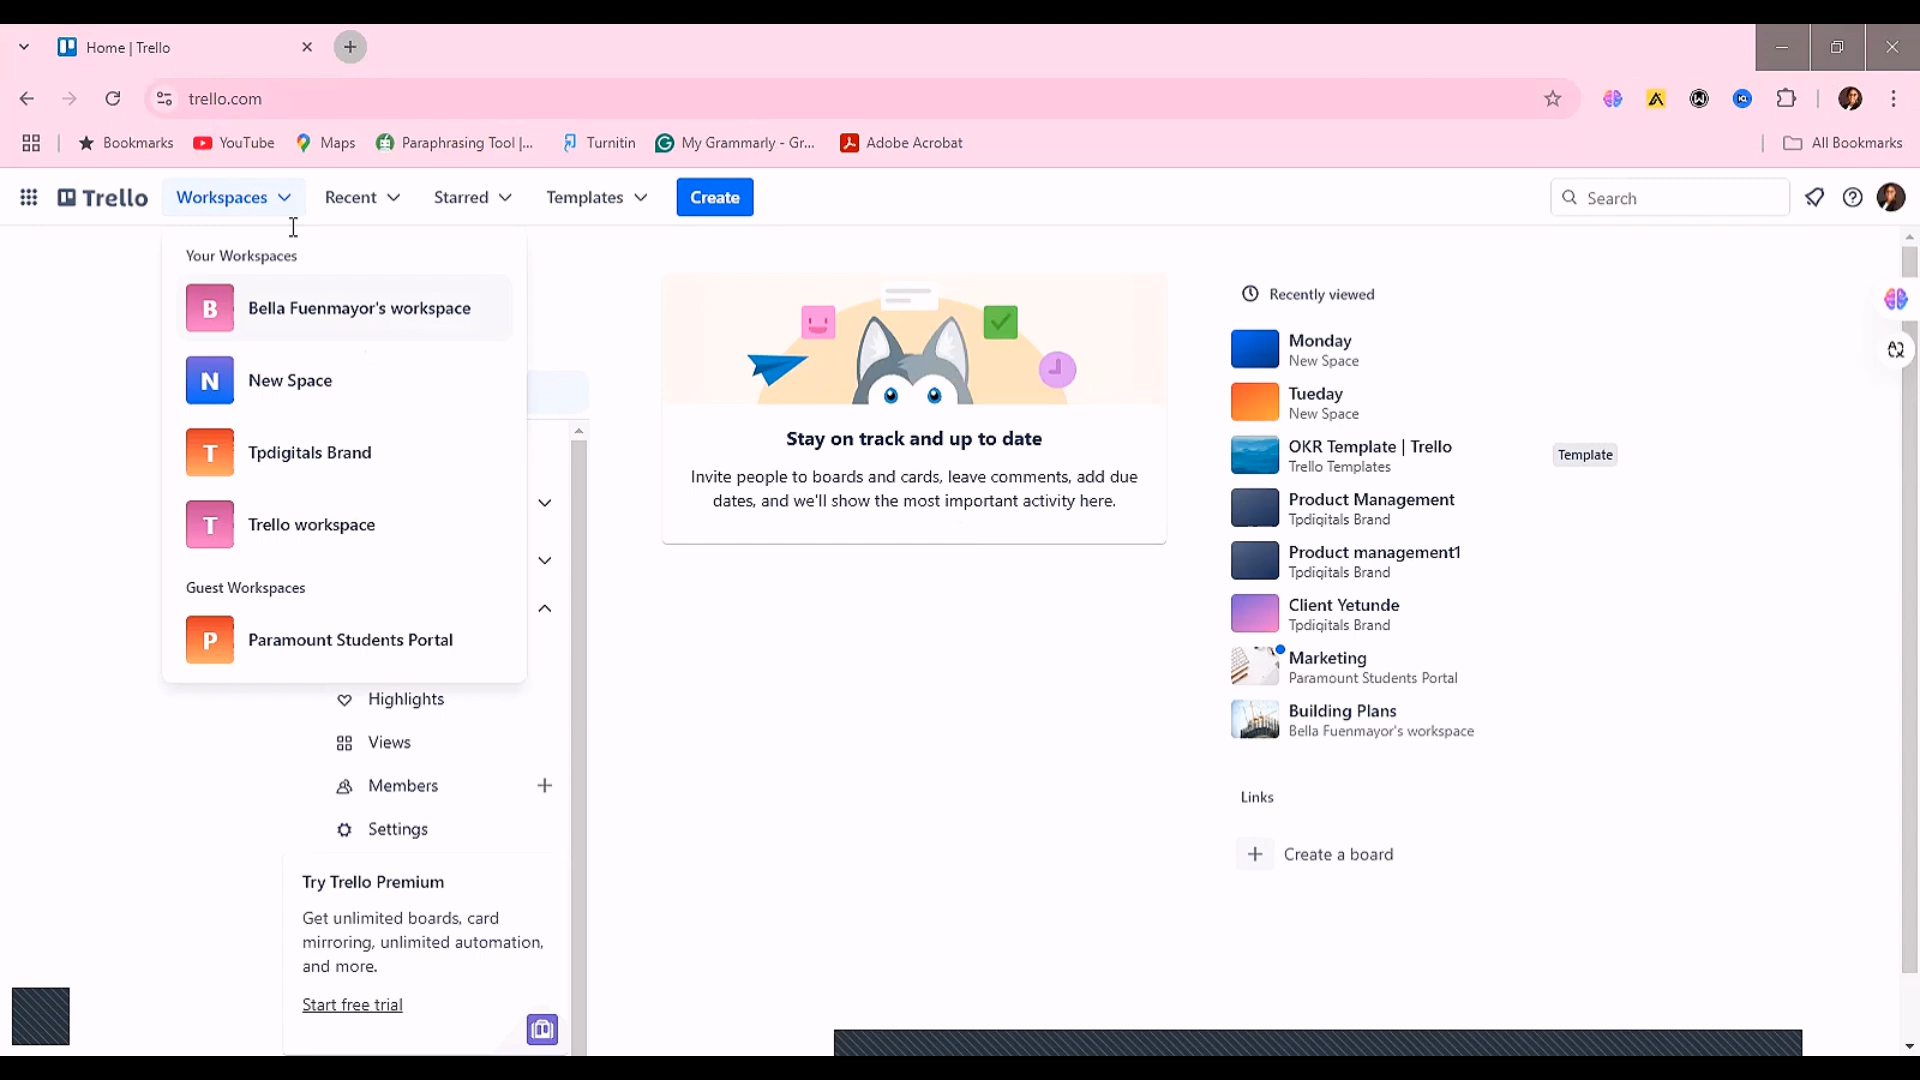 Home | Trello
trello.com
Bookmarks
YouTube
Maps
Paraphrasing Tool |...
Turnitin
My Grammarly - Gr...
Adobe Acrobat
All Bookmarks
Trello
Workspaces
Recent
Starred
Templates
Create
Search
Your Workspaces
B
Bella Fuenmayor's workspace
N
New Space
T
Tpdigitals Brand
T
Trello workspace
Guest Workspaces
P
Paramount Students Portal
Highlights
Views
Members
Settings
Try Trello Premium
Get unlimited boards, card
mirroring, unlimited automation,
and more.
Start free trial
Stay on track and up to date
Invite people to boards and cards, leave comments, add due
dates, and we'll show the most important activity here.
Recently viewed
Monday
New Space
Tueday
New Space
OKR Template | Trello
Trello Templates
Template
Product Management
Tpdigitals Brand
Product management1
Tpdigitals Brand
Client Yetunde
Tpdigitals Brand
Marketing
Paramount Students Portal
Building Plans
Bella Fuenmayor's workspace
Links
Create a board